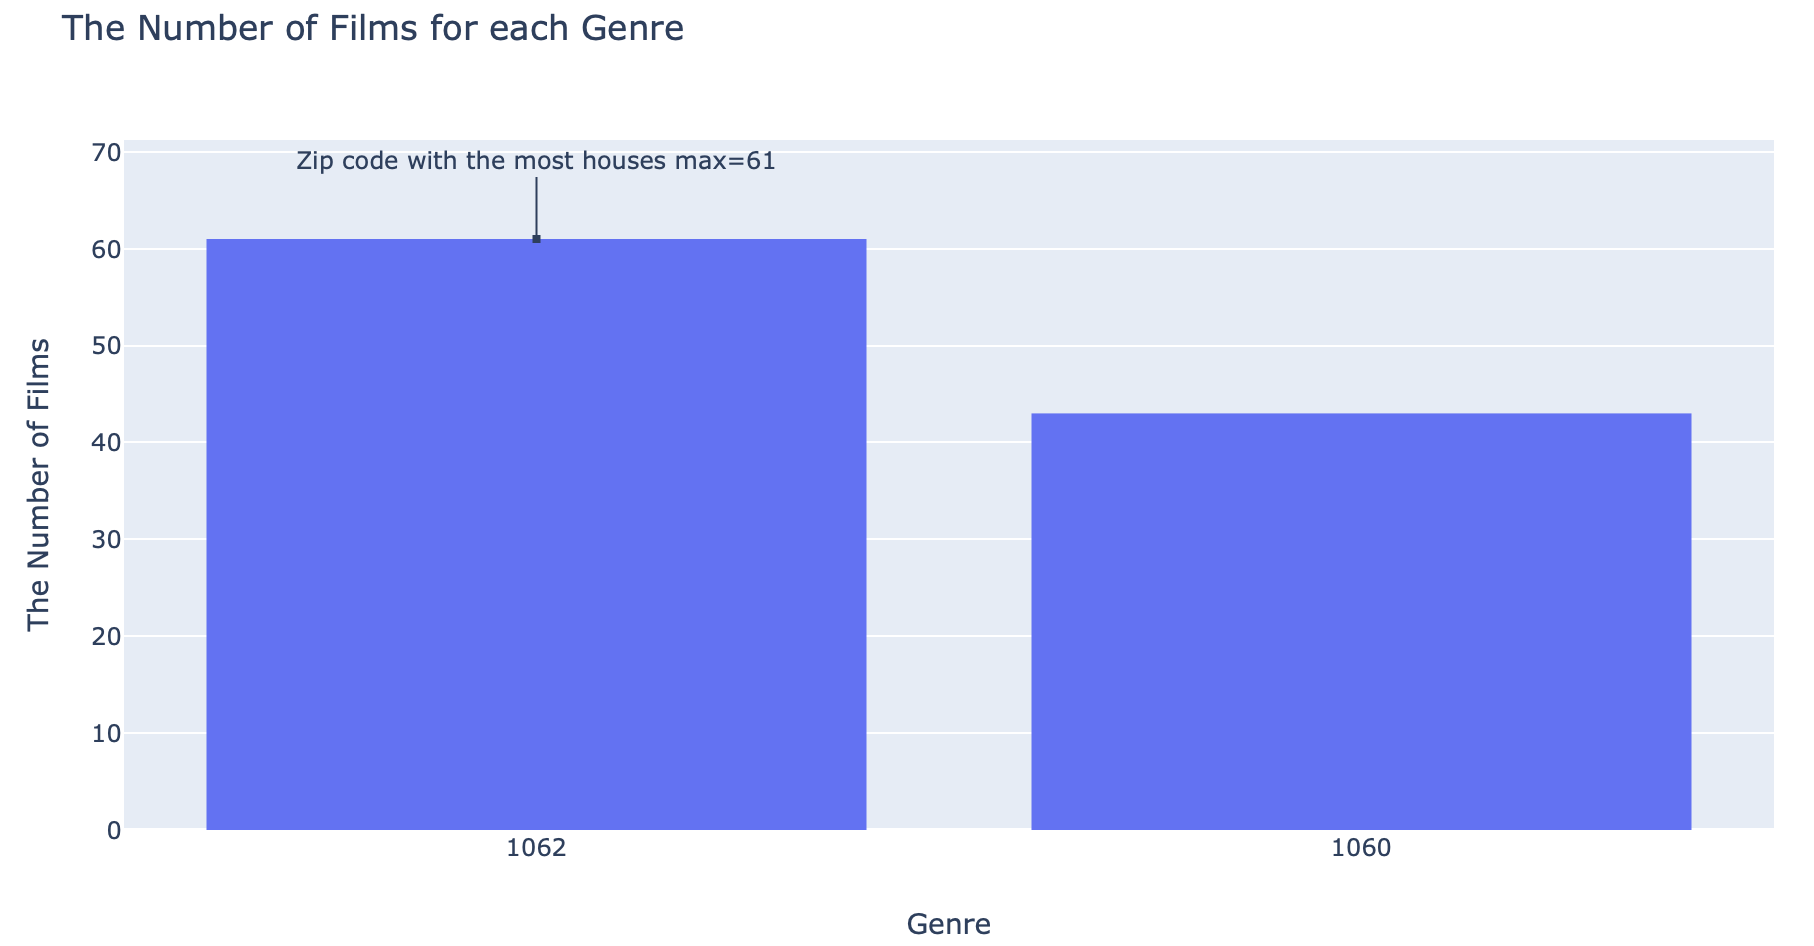 The Number of Films for each Genre
Zip code with the most houses max=61
70
60
50
40
30
20
10
0
The Number of Films
1062
1060
Genre